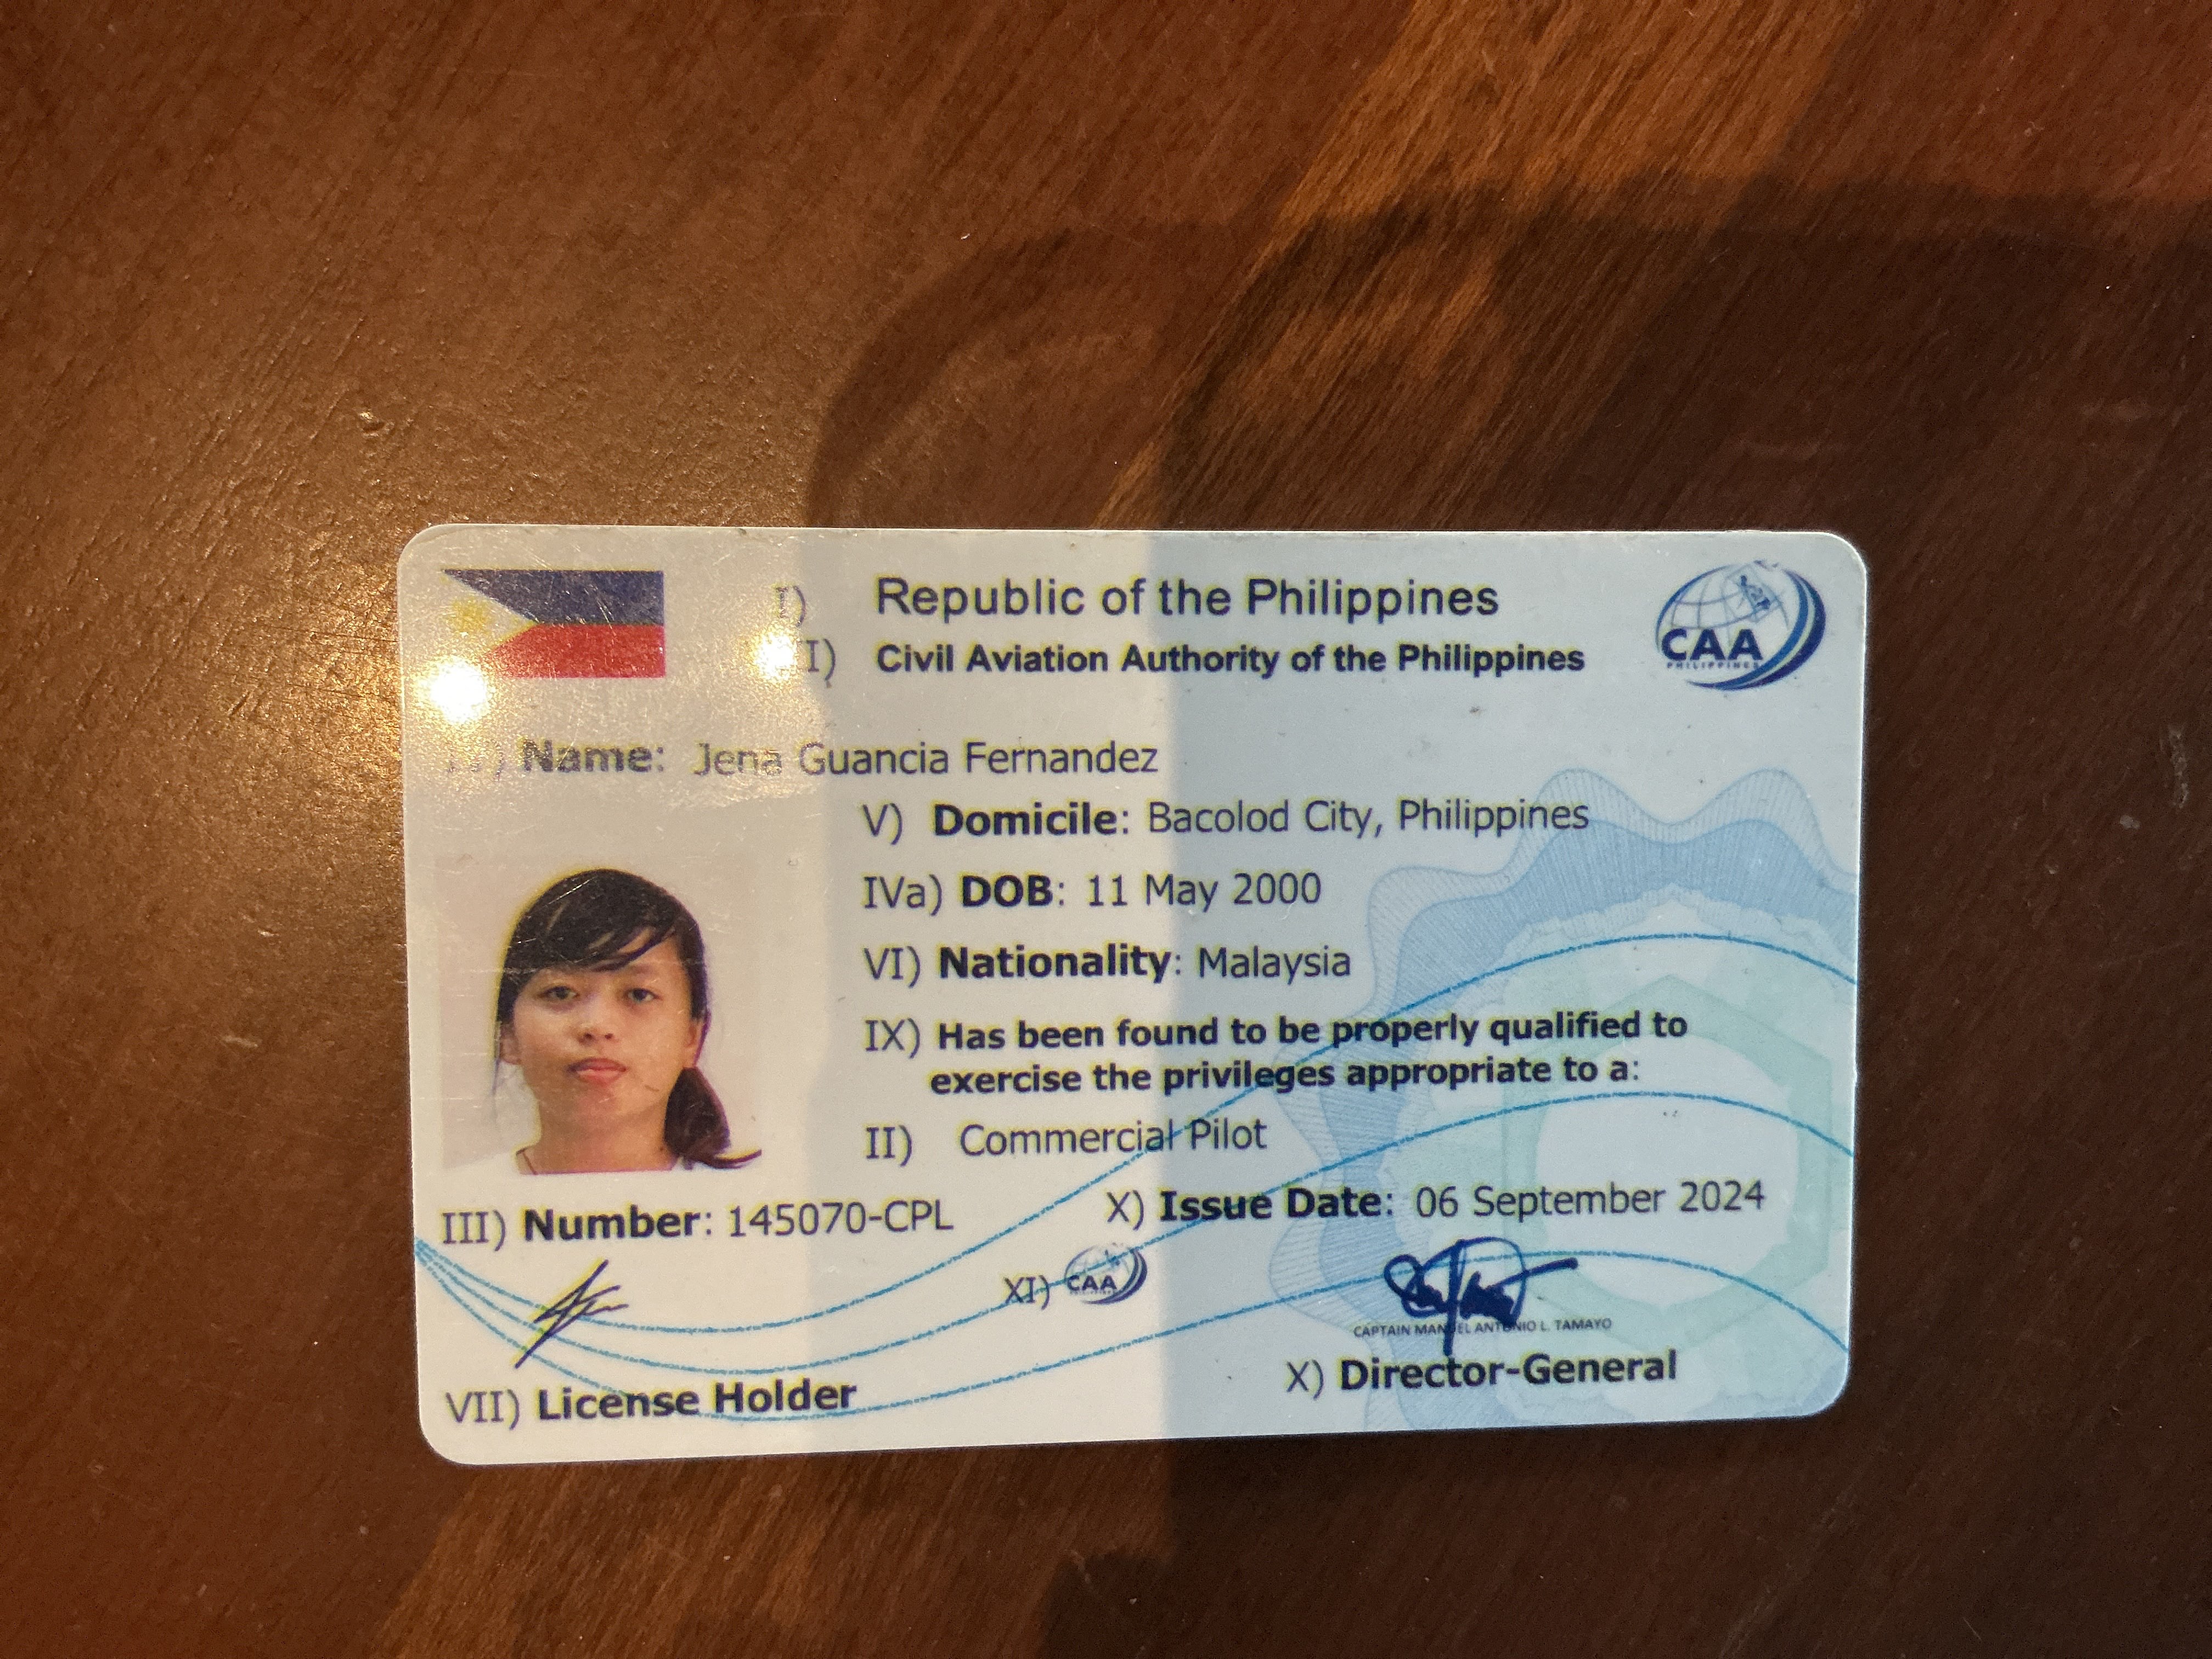 I) Republic of the Philippines
I) Civil Aviation Authority of the Philippines
CAA
PHILIPPINES
) Name: Jena Guancia Fernandez
V) Domicile: Bacolod City, Philippines
IVa) DOB: 11 May 2000
VI) Nationality: Malaysia
IX) Has been found to be properly qualified to
exercise the privileges appropriate to a:
II) Commercial Pilot
III) Number: 145070-CPL
X) Issue Date: 06 September 2024
XI) CAA
CAPTAIN MANUEL ANTONIO L. TAMAYO
X) Director-General
VII) License Holder